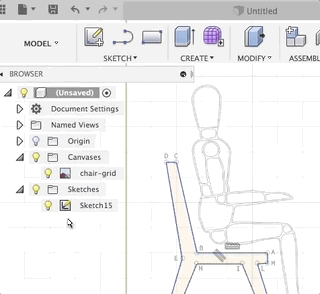 Untitled
MODEL
SKETCH
CREATE
MODIFY
ASSEMBL
BROWSER
(Unsaved)
Document Settings
Named Views
Origin
Canvases
chair-grid
Sketches
Sketch15
D C
B
A
E
H
I
L
M